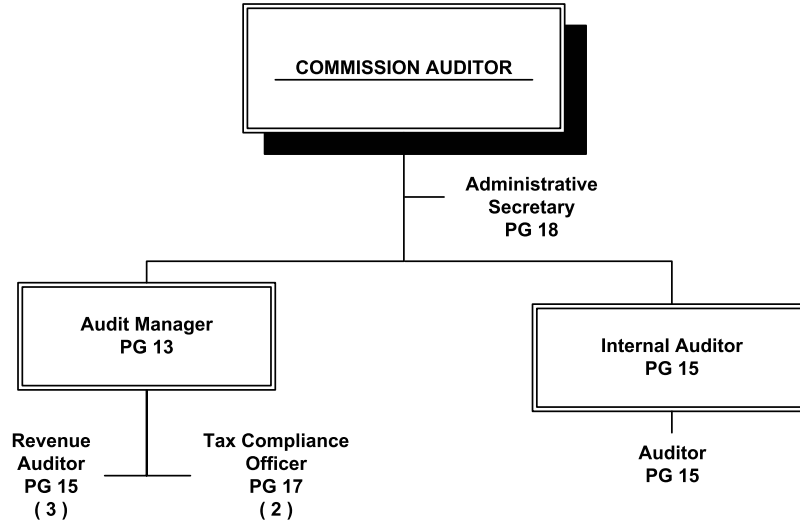 COMMISSION AUDITOR
Administrative
Secretary
PG 18
Audit Manager
PG 13
Internal Auditor
PG 15
Revenue
Auditor
PG 15
( 3 )
Tax Compliance
Officer
PG 17
( 2 )
Auditor
PG 15